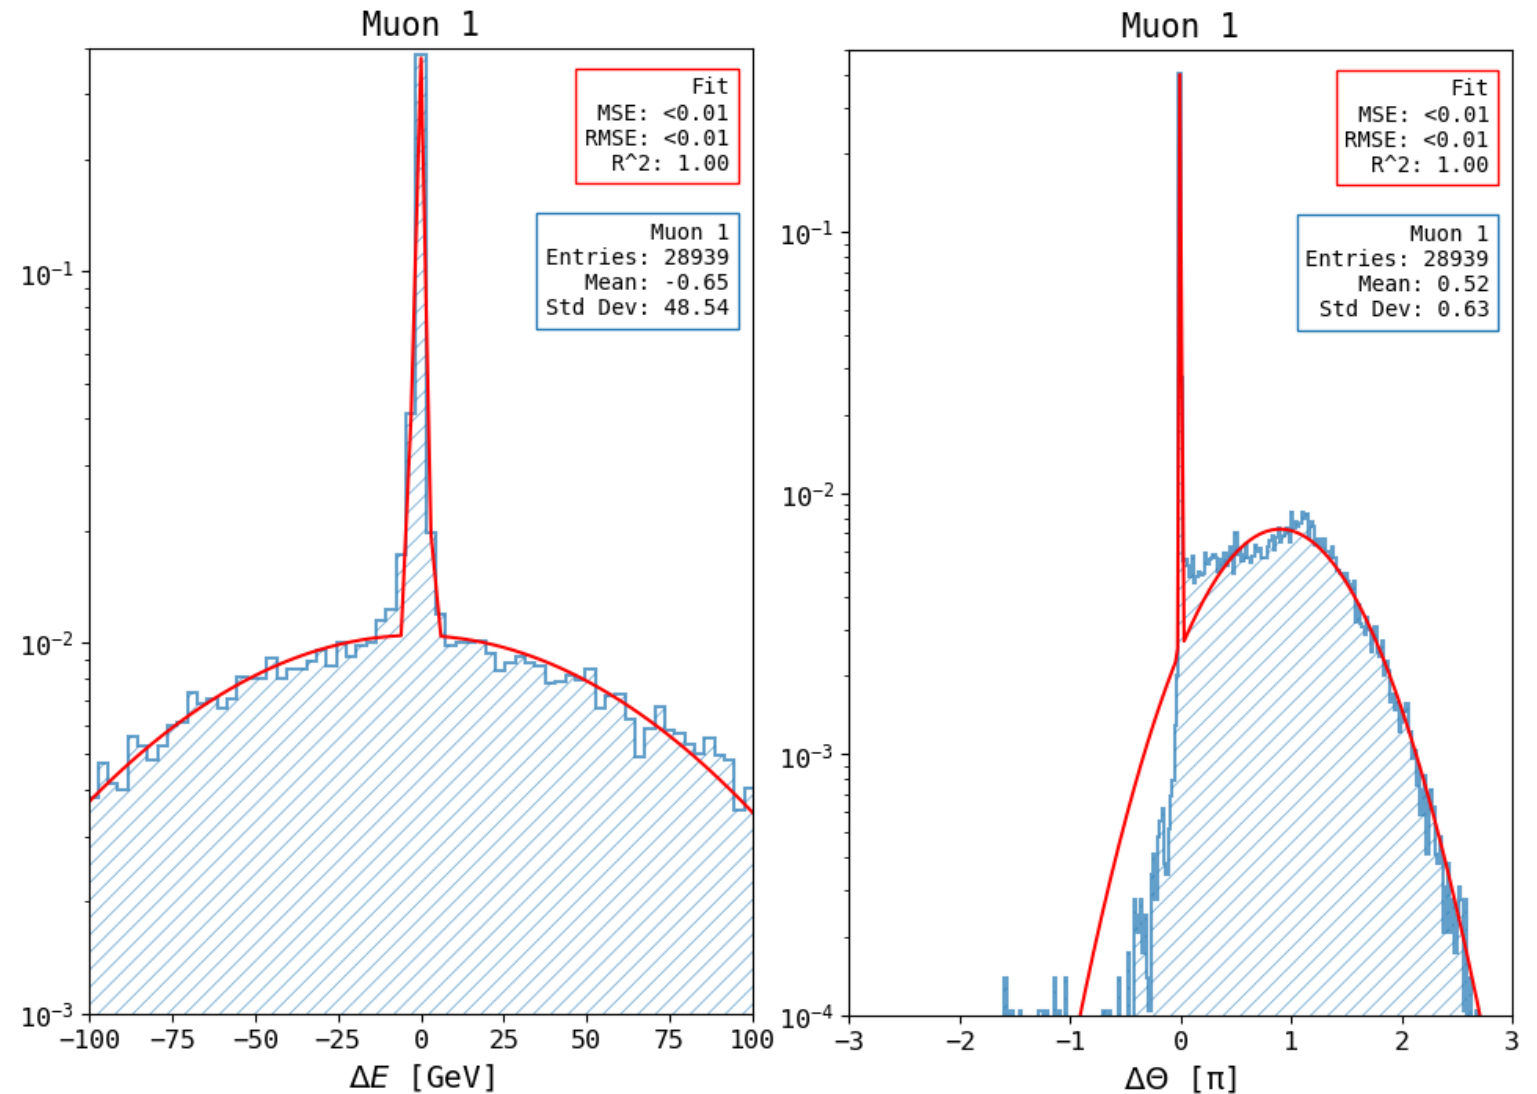 Muon 1
Fit
MSE: <0.01
RMSE: <0.01
R^2: 1.00
Muon 1
Entries: 28939
Mean: -0.65
Std Dev: 48.54
10⁻¹
10⁻²
10⁻³
−100 −75 −50 −25 0 25 50 75 100
ΔE [GeV]
Muon 1
Fit
MSE: <0.01
RMSE: <0.01
R^2: 1.00
Muon 1
Entries: 28939
Mean: 0.52
Std Dev: 0.63
10⁻¹
10⁻²
10⁻³
10⁻⁴
−3 −2 −1 0 1 2 3
ΔΘ [π]